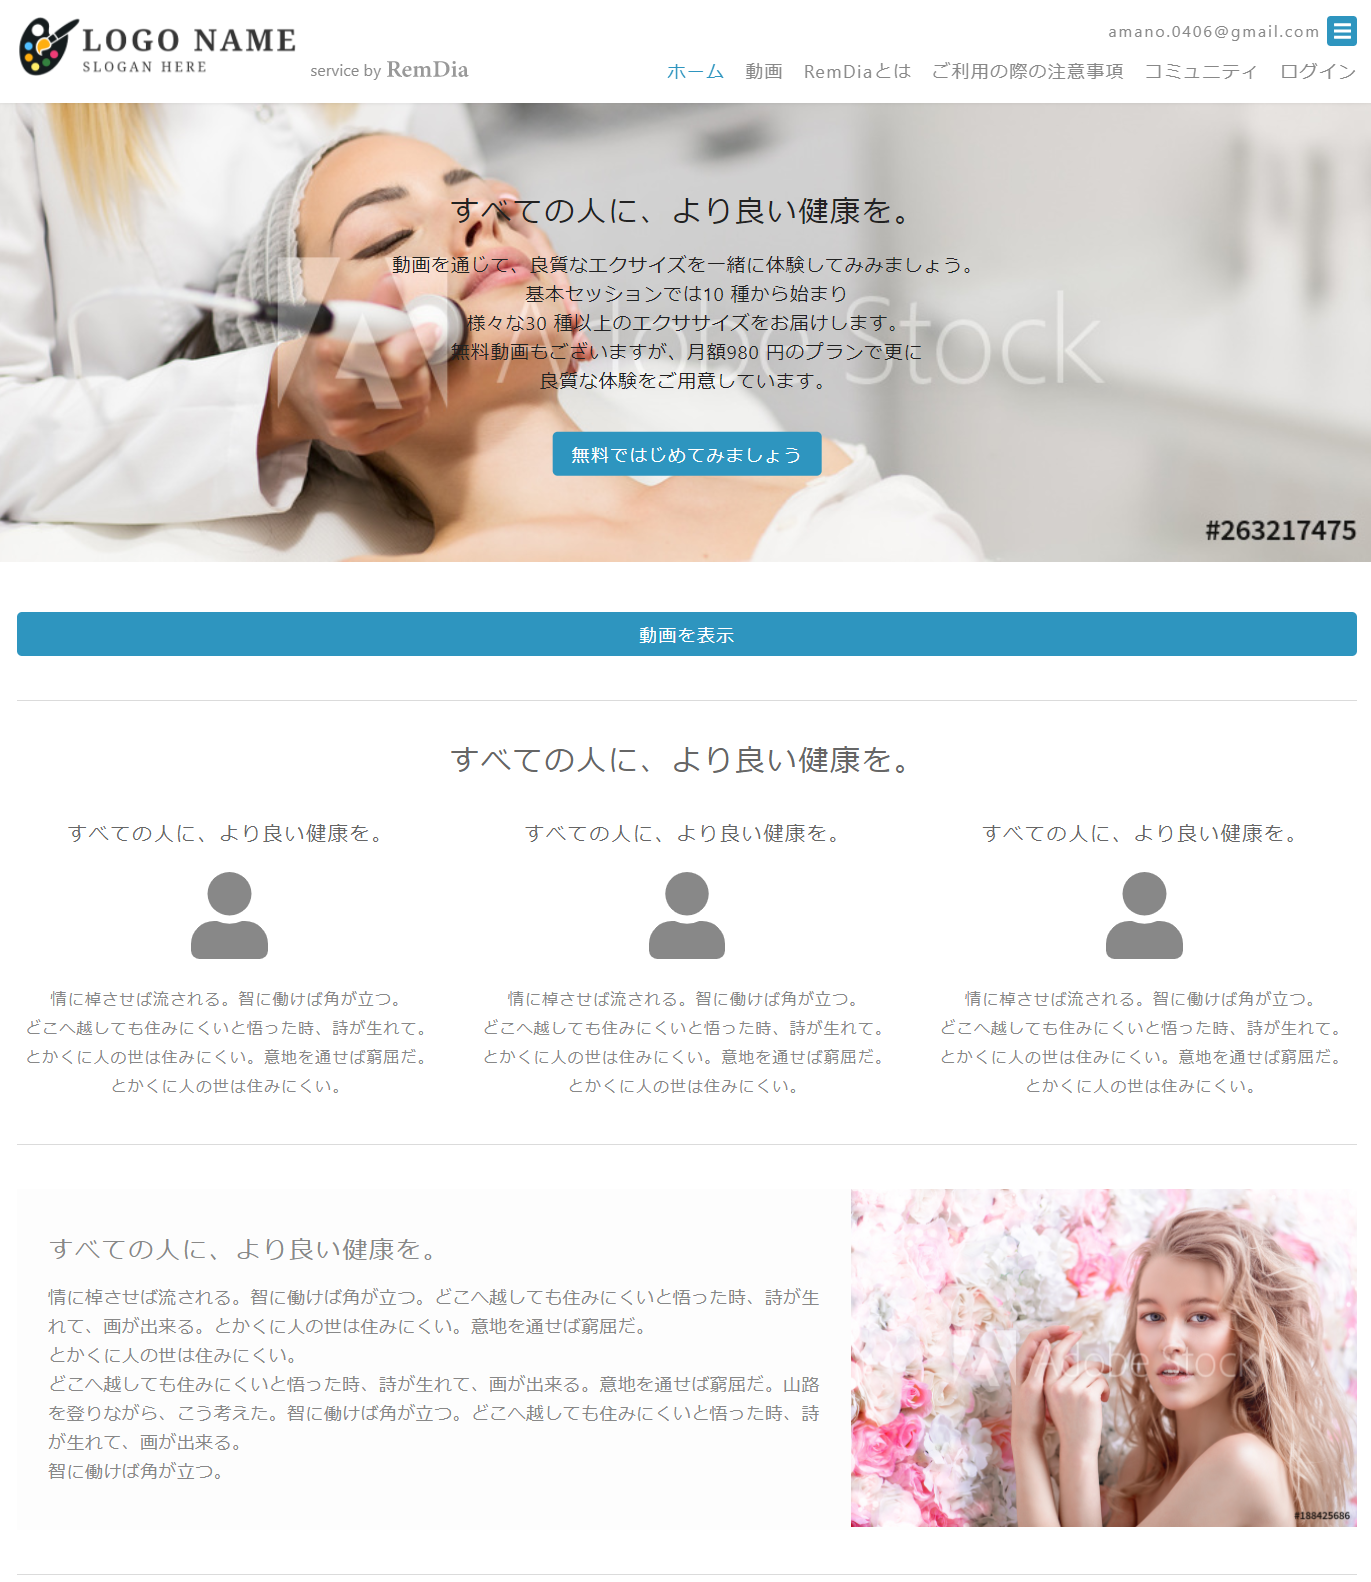 LOGO NAME
SLOGAN HERE
service by RemDia
amano.0406@gmail.com
ホーム 動画 RemDiaとは ご利用の際の注意事項 コミュニティ ログイン
すべての人に、より良い健康を。
動画を通じて、良質なエクサイズを一緒に体験してみみましょう。
基本セッションでは10 種から始まり
様々な30 種以上のエクササイズをお届けします。
無料動画もございますが、月額980 円のプランで更に
良質な体験をご用意しています。
Adobe Stock
無料ではじめてみましょう
#263217475
動画を表示
すべての人に、より良い健康を。
すべての人に、より良い健康を。
情に棹させば流される。智に働けば角が立つ。
どこへ越しても住みにくいと悟った時、詩が生れて。
とかくに人の世は住みにくい。意地を通せば窮屈だ。
とかくに人の世は住みにくい。
すべての人に、より良い健康を。
情に棹させば流される。智に働けば角が立つ。
どこへ越しても住みにくいと悟った時、詩が生れて。
とかくに人の世は住みにくい。意地を通せば窮屈だ。
とかくに人の世は住みにくい。
すべての人に、より良い健康を。
情に棹させば流される。智に働けば角が立つ。
どこへ越しても住みにくいと悟った時、詩が生れて。
とかくに人の世は住みにくい。意地を通せば窮屈だ。
とかくに人の世は住みにくい。
すべての人に、より良い健康を。
情に棹させば流される。智に働けば角が立つ。どこへ越しても住みにくいと悟った時、詩が生
れて、画が出来る。とかくに人の世は住みにくい。意地を通せば窮屈だ。
とかくに人の世は住みにくい。
どこへ越しても住みにくいと悟った時、詩が生れて、画が出来る。意地を通せば窮屈だ。山路
を登りながら、こう考えた。智に働けば角が立つ。どこへ越しても住みにくいと悟った時、詩
が生れて、画が出来る。
智に働けば角が立つ。
Adobe Stock
#188425686